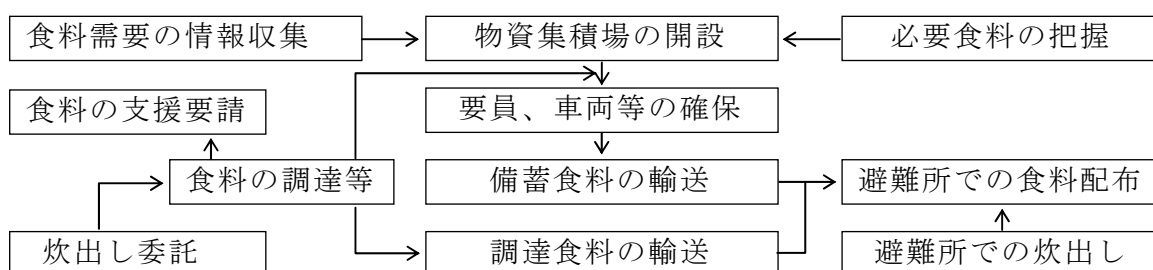 食料需要の情報収集
物資集積場の開設
必要食料の把握
食料の支援要請
要員、車両等の確保
食料の調達等
備蓄食料の輸送
避難所での食料配布
炊出し委託
調達食料の輸送
避難所での炊出し